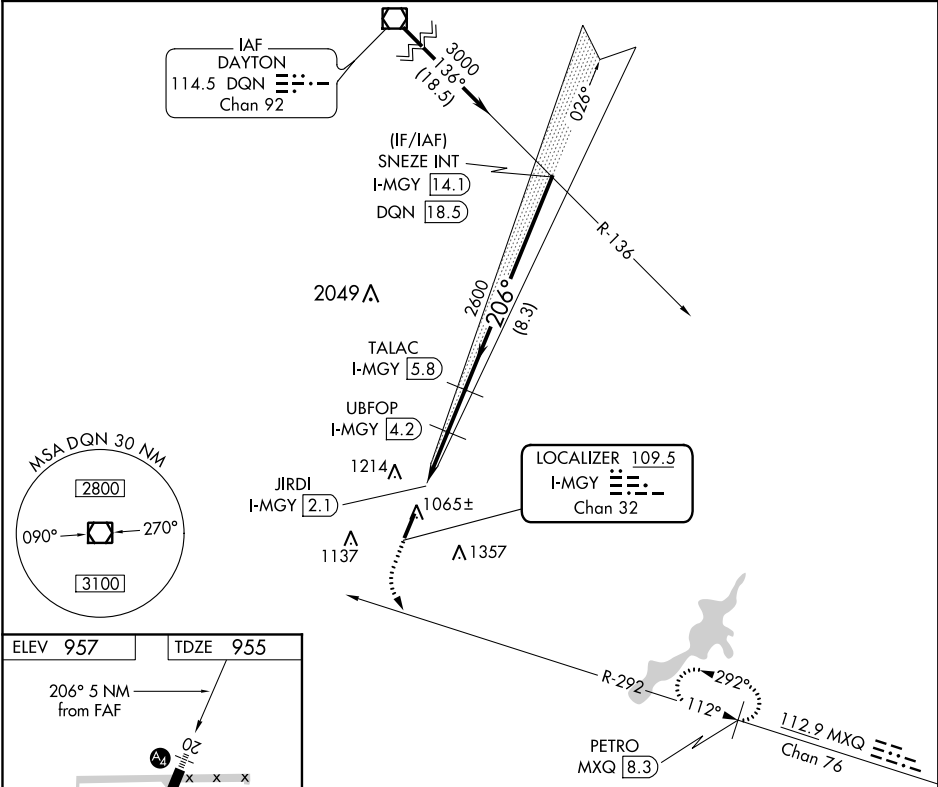 IAF
DAYTON
114.5 DQN
Chan 92
3000
136°
(18.5)
026°
(IF/IAF)
SNEZE INT
I-MGY 14.1
DQN 18.5
R-136
2049
2600
206°
(8.3)
TALAC
I-MGY 5.8
UBFOP
I-MGY 4.2
1214
JIRDI
I-MGY 2.1
1065±
LOCALIZER 109.5
I-MGY
Chan 32
1137
1357
MSA DQN 30 NM
2800
090°
270°
3100
R-292
292°
112°
PETRO
MXQ 8.3
112.9 MXQ
Chan 76
ELEV 957
TDZE 955
206° 5 NM
from FAF
20
A4
X X X